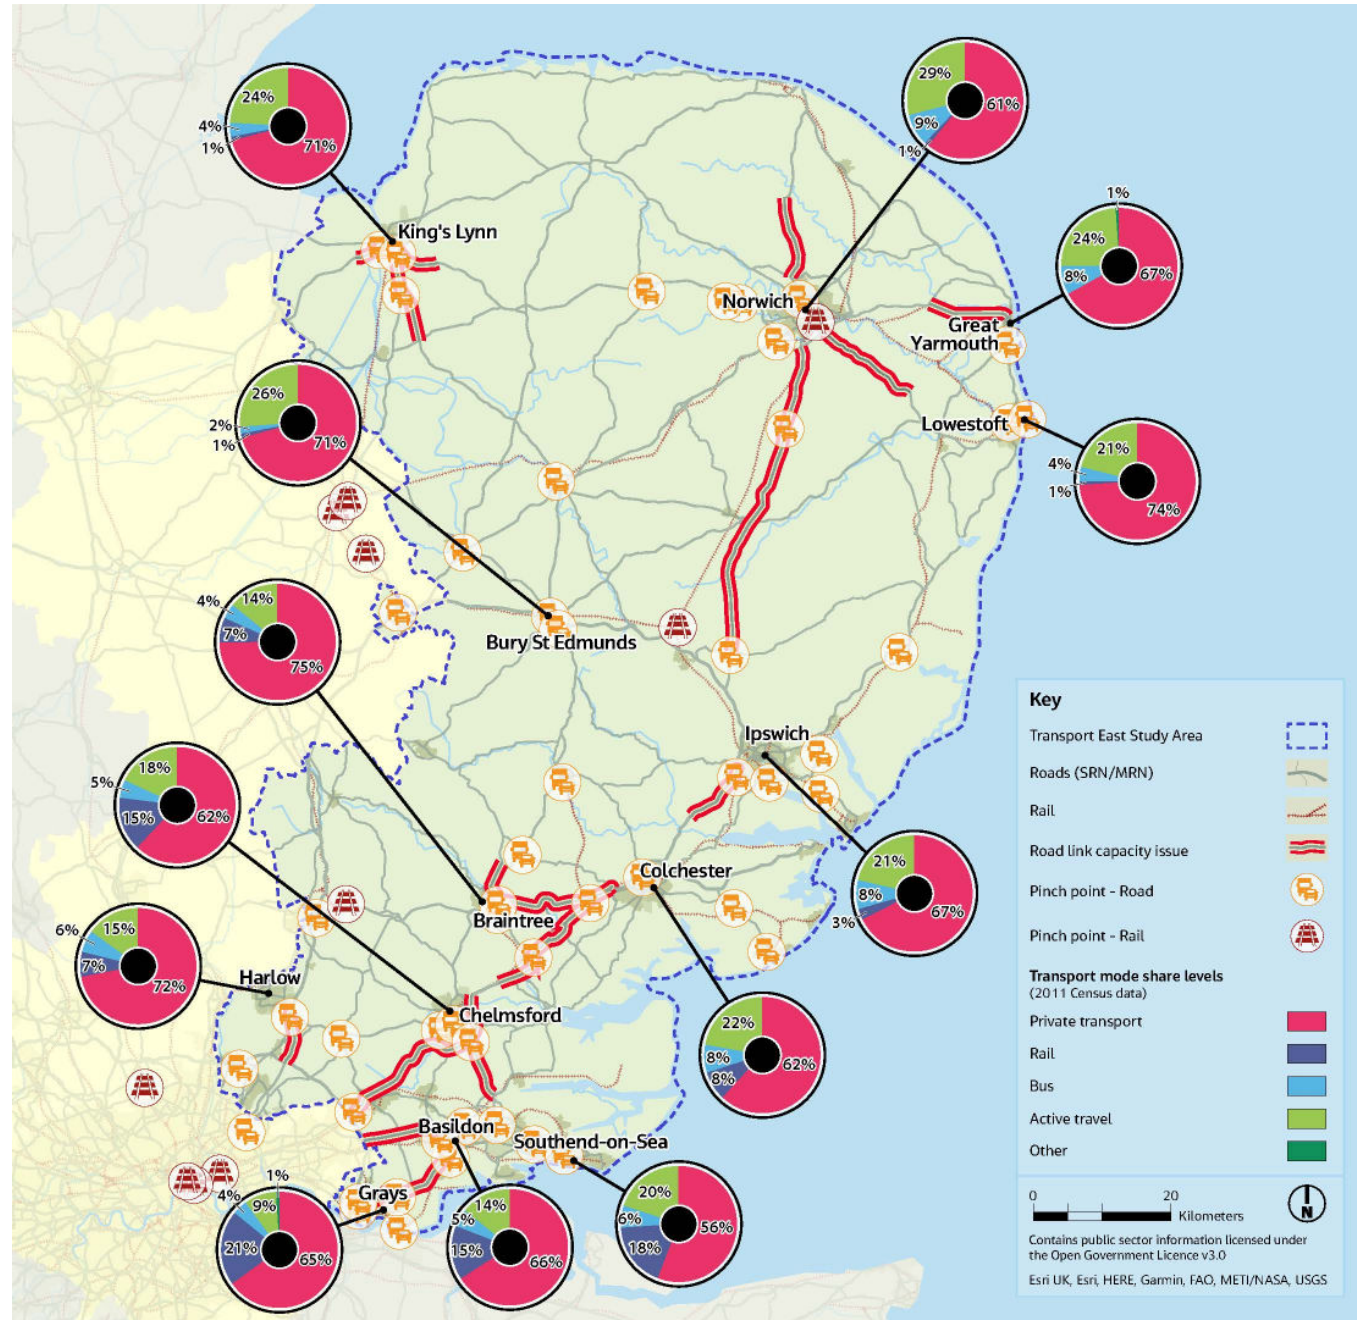 24%
4%
1%
71%
King's Lynn
29%
61%
9%
1%
Norwich
1%
24%
67%
8%
Great
Yarmouth
Lowestoft
21%
4%
1%
74%
26%
2%
1%
71%
Bury St Edmunds
14%
4%
7%
75%
Braintree
18%
5%
15%
62%
Chelmsford
15%
6%
7%
72%
Harlow
Ipswich
21%
8%
3%
67%
Colchester
22%
8%
8%
62%
Basildon
14%
5%
15%
66%
Southend-on-Sea
20%
6%
18%
56%
Grays
1%
9%
4%
21%
65%
Key
Transport East Study Area
Roads (SRN/MRN)
Rail
Road link capacity issue
Pinch point - Road
Pinch point - Rail
Transport mode share levels
(2011 Census data)
Private transport
Rail
Bus
Active travel
Other
0 20
Kilometers
N
Contains public sector information licensed under
the Open Government Licence v3.0
Esri UK, Esri, HERE, Garmin, FAO, METI/NASA, USGS